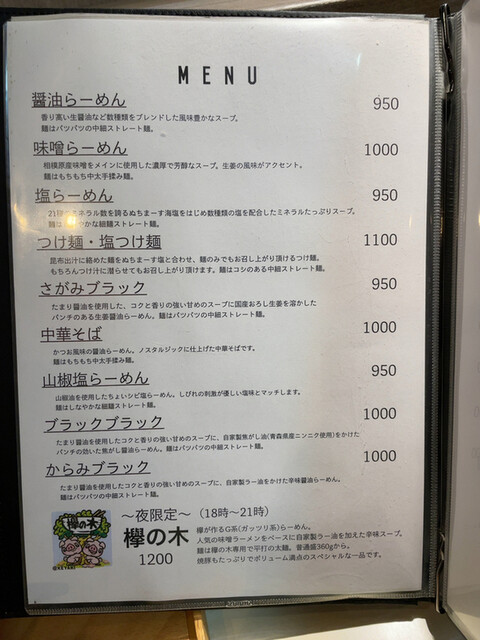 MENU
醤油らーめん 950
香り高い生醤油など数種類をブレンドした風味豊かなスープ。
麺はパツパツの中細ストレート麺。
味噌らーめん 1000
相模原産味噌をメインに使用した濃厚で芳醇なスープ。生姜の風味がアクセント。
麺はもちもち中太手揉み麺。
塩らーめん 950
ミネラル数を誇るぬちまーす海塩をはじめ数種類の塩を配合したミネラルたっぷりスープ。
かな細麺ストレート麺。
つけ麺・塩つけ麺 1100
昆布出汁に絡めた麺をぬちまーす塩と合わせ、麺のみでもお召し上がり頂けるつけ麺。
もちろんつけ汁に潜らせてもお召し上がり頂けます。麺はコシのある中細ストレート麺。
さがみブラック 950
たまり醤油を使用した、コクと香りの強い甘めのスープに国産おろし生姜を溶かした
パンチのある生姜醤油らーめん。麺はパツパツの中細ストレート麺。
中華そば 1000
かつお風味の醤油らーめん。ノスタルジックに仕上げた中華そばです。
麺はもちもち中太手揉み麺。
山椒塩らーめん 950
山椒油を使用したちょいシビ塩らーめん。しびれの刺激が優しい塩味とマッチします。
麺はしなやかな細麺ストレート麺。
ブラックブラック 1000
たまり醤油を使用したコクと香りの強い甘めのスープに、自家製焦がし油(青森県産ニンニク使用)をかけた
パンチの効いた焦がし醤油らーめん。麺はパツパツの中細ストレート麺。
からみブラック 1000
たまり醤油を使用したコクと香りの強い甘めのスープに、自家製ラー油をかけた辛味醤油らーめん。
麺はパツパツの中細ストレート麺。
欅の木
～夜限定～（18時～21時）
欅の木
1200
欅が作るG系(ガッツリ系)らーめん。
人気の味噌ラーメンをベースに自家製ラー油を加えた辛味スープ。
麺は欅の木専用で平打の太麺。普通盛360gから。
焼豚もたっぷりでボリューム満点のスペシャルな一品です。